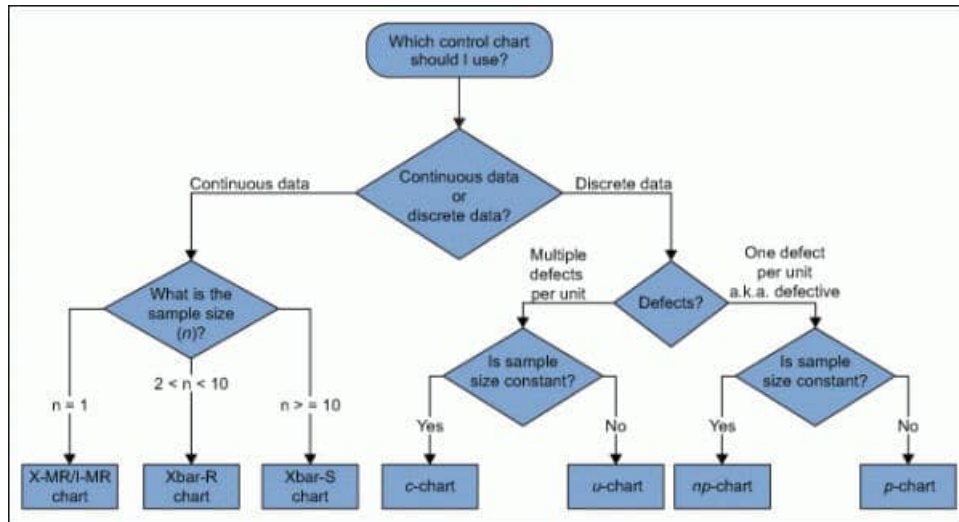 Which control chart
should I use?
Continuous data
Continuous data
or
discrete data?
Discrete data
Multiple
defects
per unit
One defect
per unit
a.k.a. defective
What is the
sample size
(n)?
Defects?
Is sample
size constant?
Is sample
size constant?
n = 1
2 < n < 10
n > = 10
Yes
No
Yes
No
X-MR/I-MR
chart
Xbar-R
chart
Xbar-S
chart
c-chart
u-chart
np-chart
p-chart